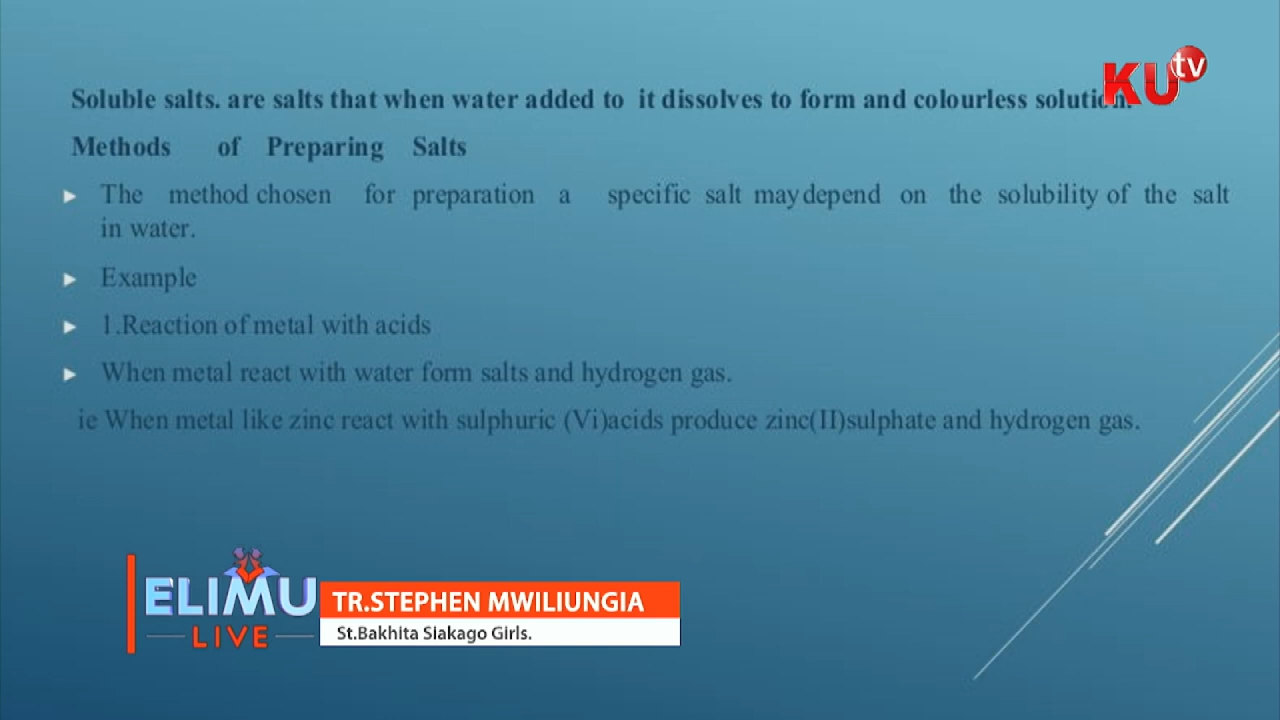 KU tv
Soluble salts. are salts that when water added to it dissolves to form and colourless solution.
Methods of Preparing Salts
The method chosen for preparation a specific salt may depend on the solubility of the salt
in water.
Example
1.Reaction of metal with acids
When metal react with water form salts and hydrogen gas.
ie When metal like zinc react with sulphuric (Vi)acids produce zinc(II)sulphate and hydrogen gas.
ELIMU
LIVE
TR.STEPHEN MWILIUNGIA
St.Bakhita Siakago Girls.